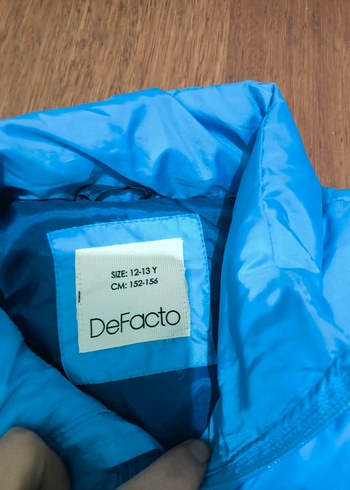 SIZE: 12-13 Y
CM: 152-156
DeFacto